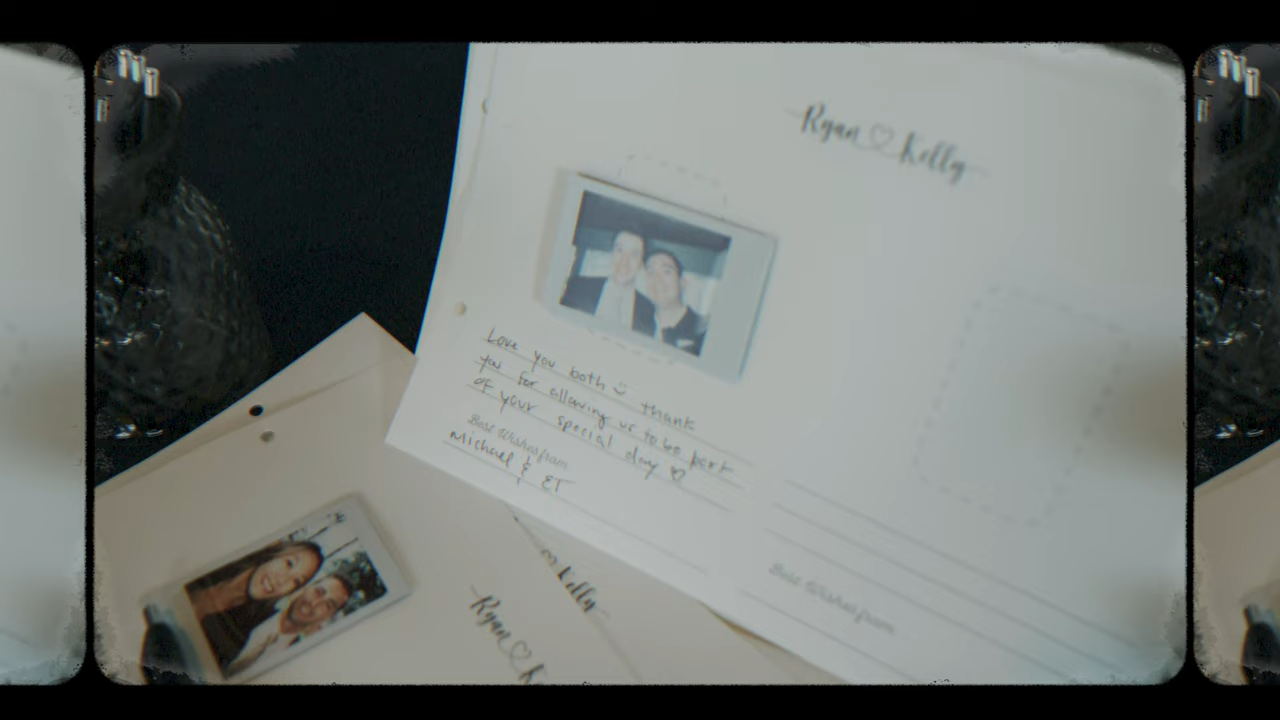 Ryan ♡ Kelly
Love you both ☺ thank
you for allowing us to be part
of your special day ♡
Best Wishes from
Michael & ET
Best Wishes from
♡ Kelly
Ryan ♡ K